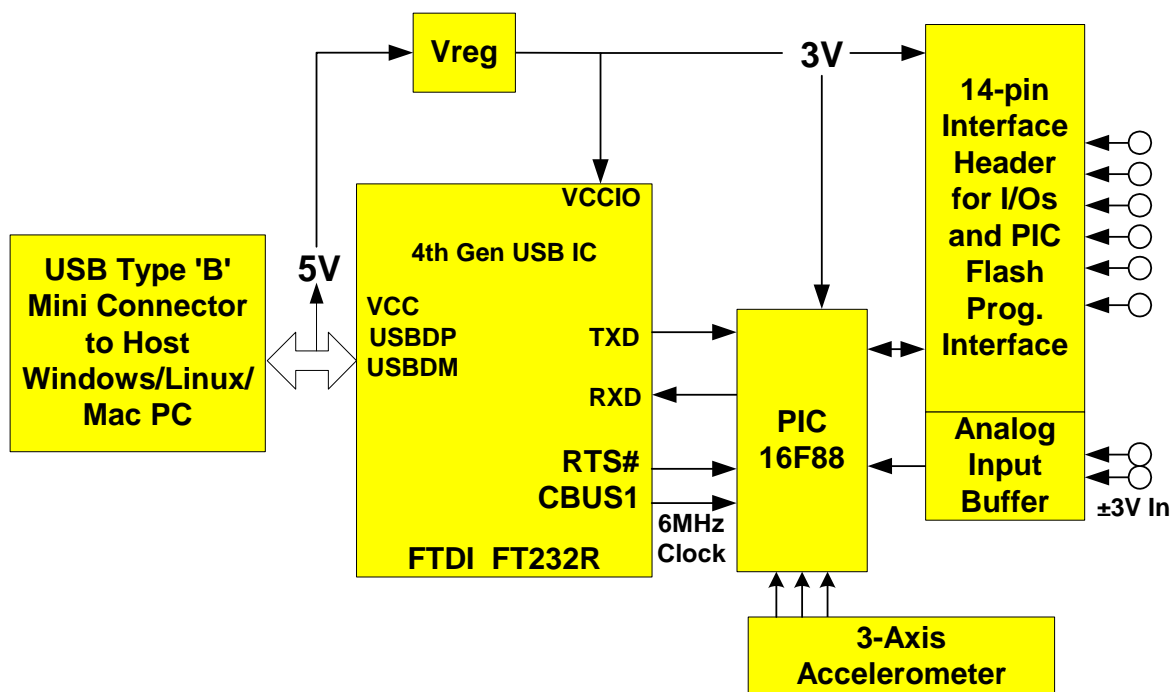 Vreg
3V
14-pin
Interface
Header
for I/Os
and PIC
Flash
Prog.
Interface
VCCIO
4th Gen USB IC
USB Type 'B'
Mini Connector
to Host
Windows/Linux/
Mac PC
5V
VCC
USBDP
USBDM
TXD
RXD
RTS#
CBUS1
6MHz
Clock
FTDI FT232R
PIC
16F88
Analog
Input
Buffer
±3V In
3-Axis
Accelerometer